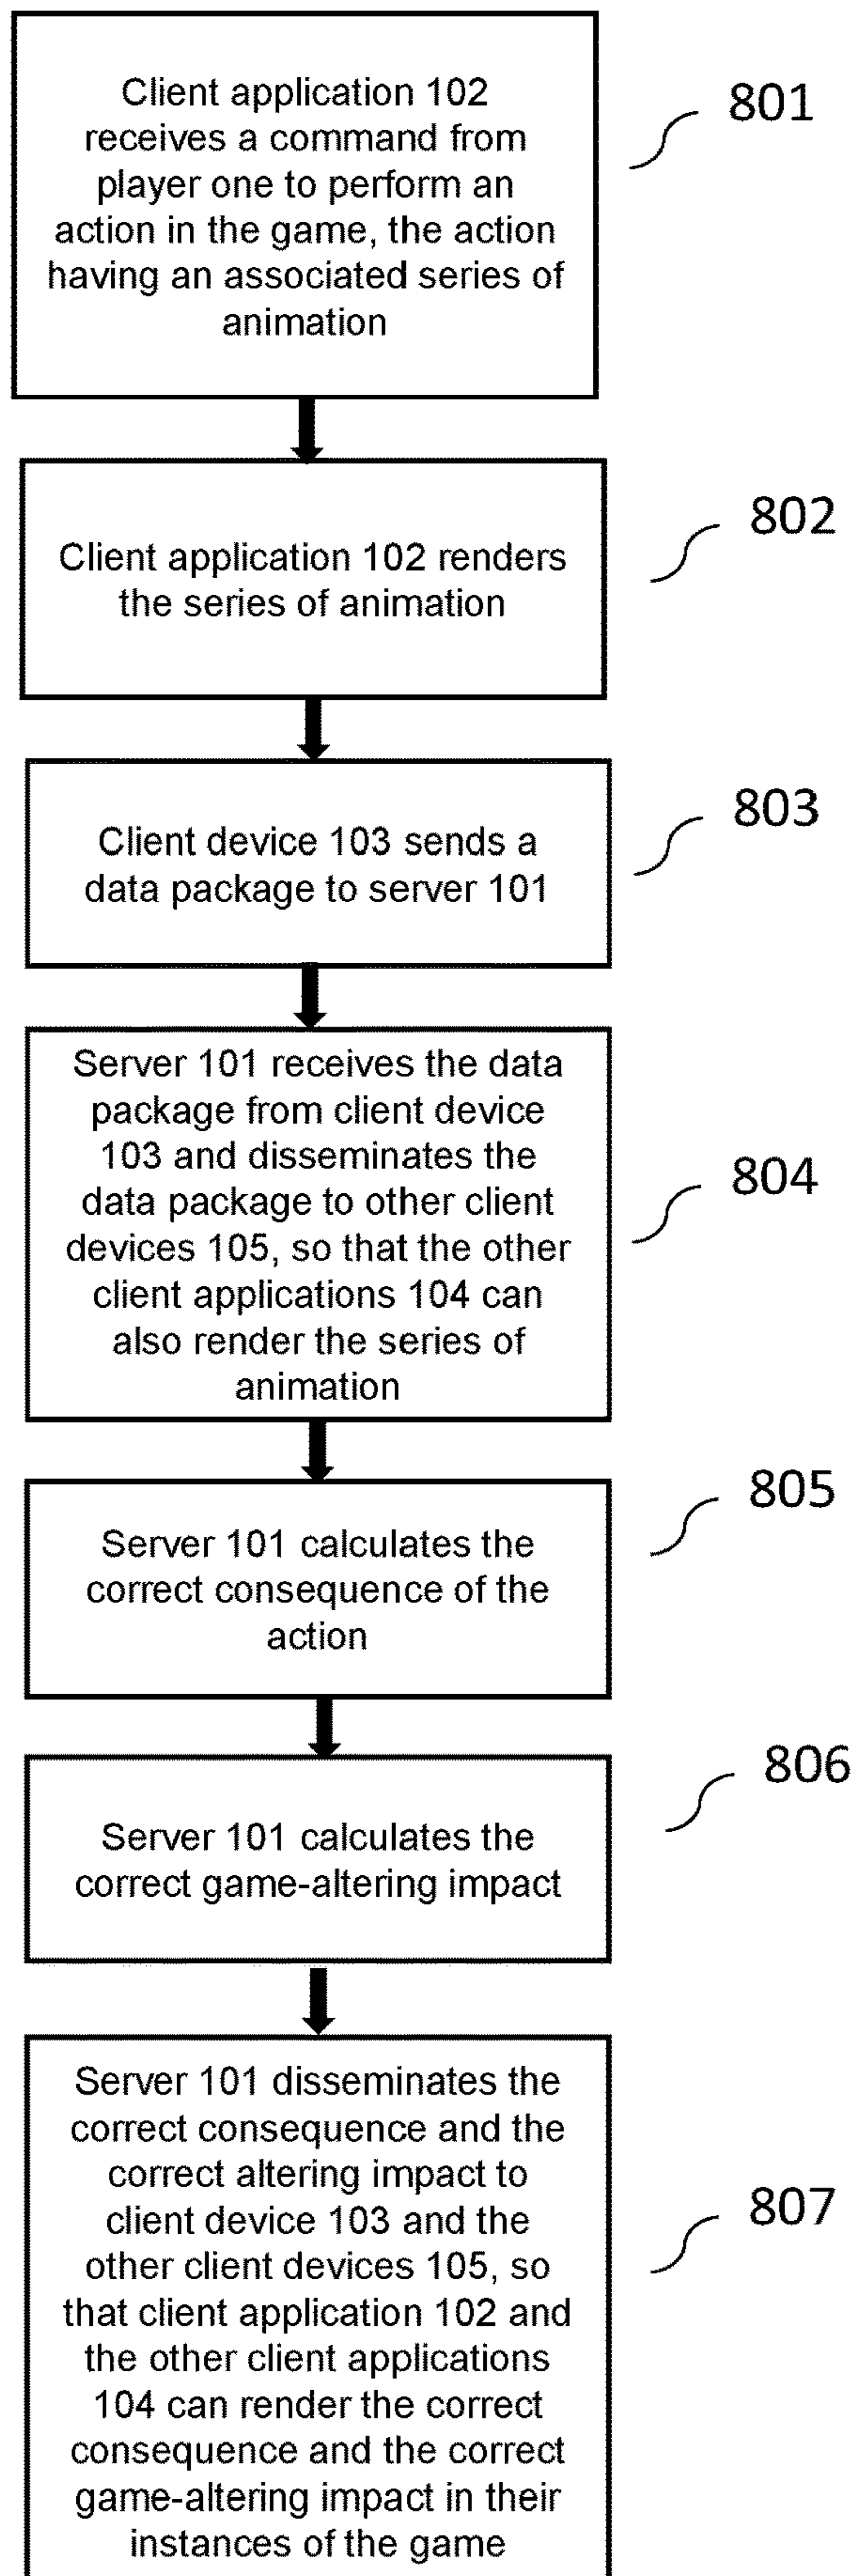 Client application 102
receives a command from
player one to perform an
action in the game, the action
having an associated series of
animation
801
Client application 102 renders
the series of animation
802
Client device 103 sends a
data package to server 101
803
Server 101 receives the data
package from client device
103 and disseminates the
data package to other client
devices 105, so that the other
client applications 104 can
also render the series of
animation
804
Server 101 calculates the
correct consequence of the
action
805
Server 101 calculates the
correct game-altering impact
806
Server 101 disseminates the
correct consequence and the
correct altering impact to
client device 103 and the
other client devices 105, so
that client application 102 and
the other client applications
104 can render the correct
consequence and the correct
game-altering impact in their
instances of the game
807